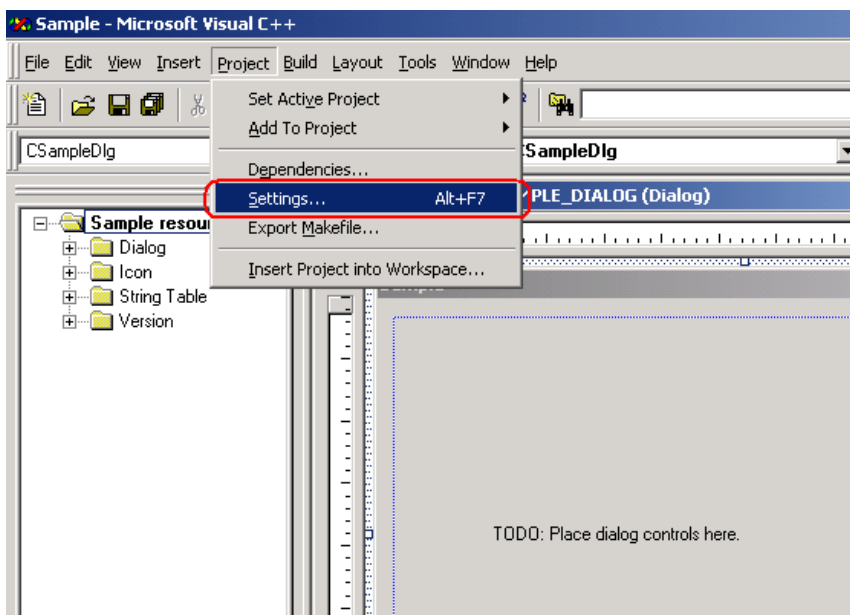 Sample - Microsoft Visual C++
File Edit View Insert Project Build Layout Tools Window Help
Set Active Project
Add To Project
CSampleDlg
Dependencies...
Settings... Alt+F7
Export Makefile...
Insert Project into Workspace...
SampleDlg
PLE_DIALOG (Dialog)
Sample resou
Dialog
Icon
String Table
Version
TODO: Place dialog controls here.